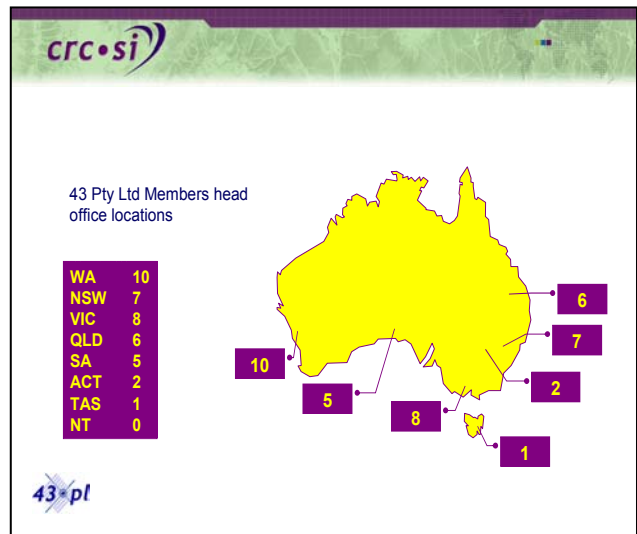 crc•si
43 Pty Ltd Members head
office locations
WA 10
NSW 7
VIC 8
QLD 6
SA 5
ACT 2
TAS 1
NT 0
6
7
10
2
5
8
1
43pl